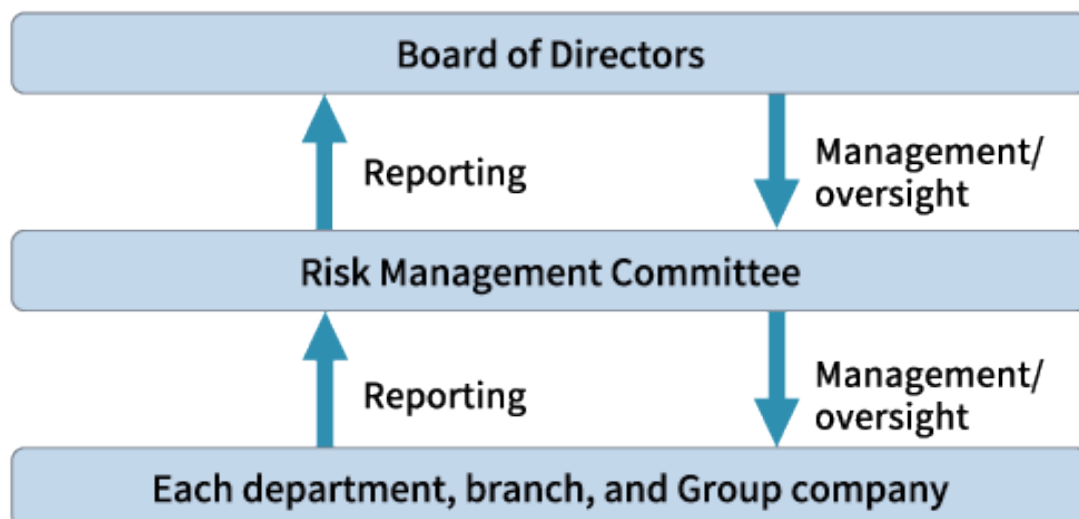 Board of Directors
Reporting
Management/
oversight
Risk Management Committee
Reporting
Management/
oversight
Each department, branch, and Group company